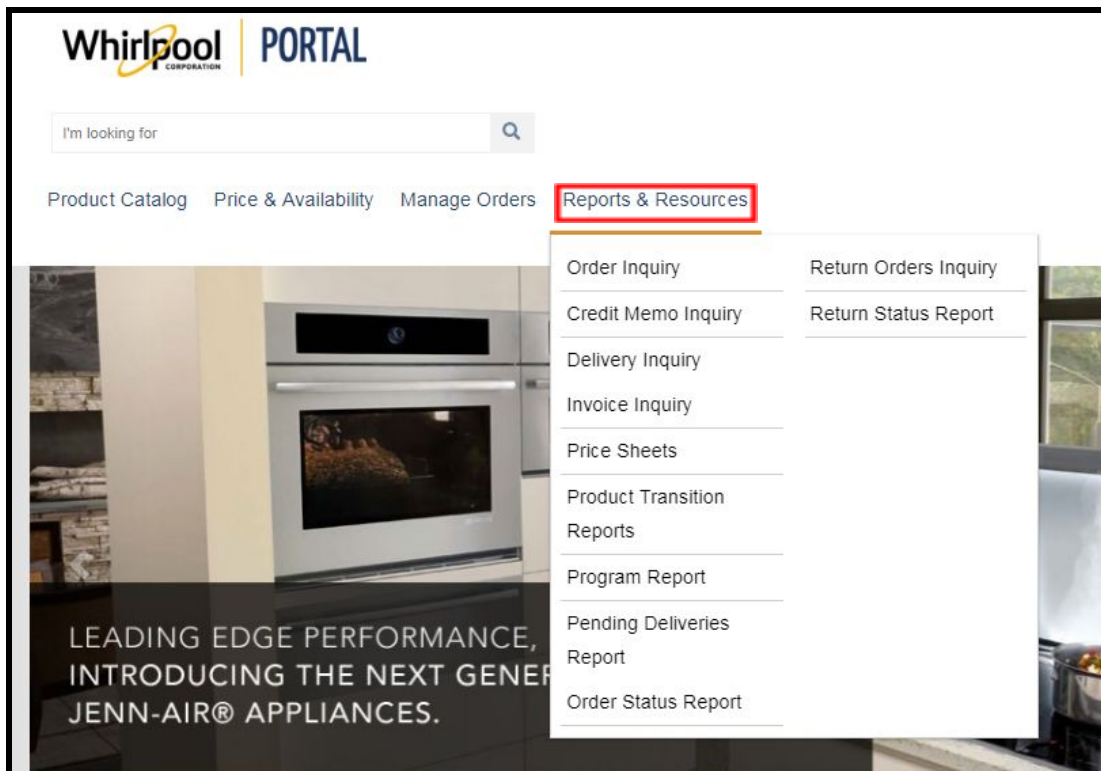 Whirlpool PORTAL
CORPORATION
I'm looking for
Product Catalog Price & Availability Manage Orders Reports & Resources
Order Inquiry
Credit Memo Inquiry
Delivery Inquiry
Invoice Inquiry
Price Sheets
Product Transition
Reports
Program Report
Pending Deliveries
Report
Order Status Report
Return Orders Inquiry
Return Status Report
LEADING EDGE PERFORMANCE,
INTRODUCING THE NEXT GENER
JENN-AIR® APPLIANCES.